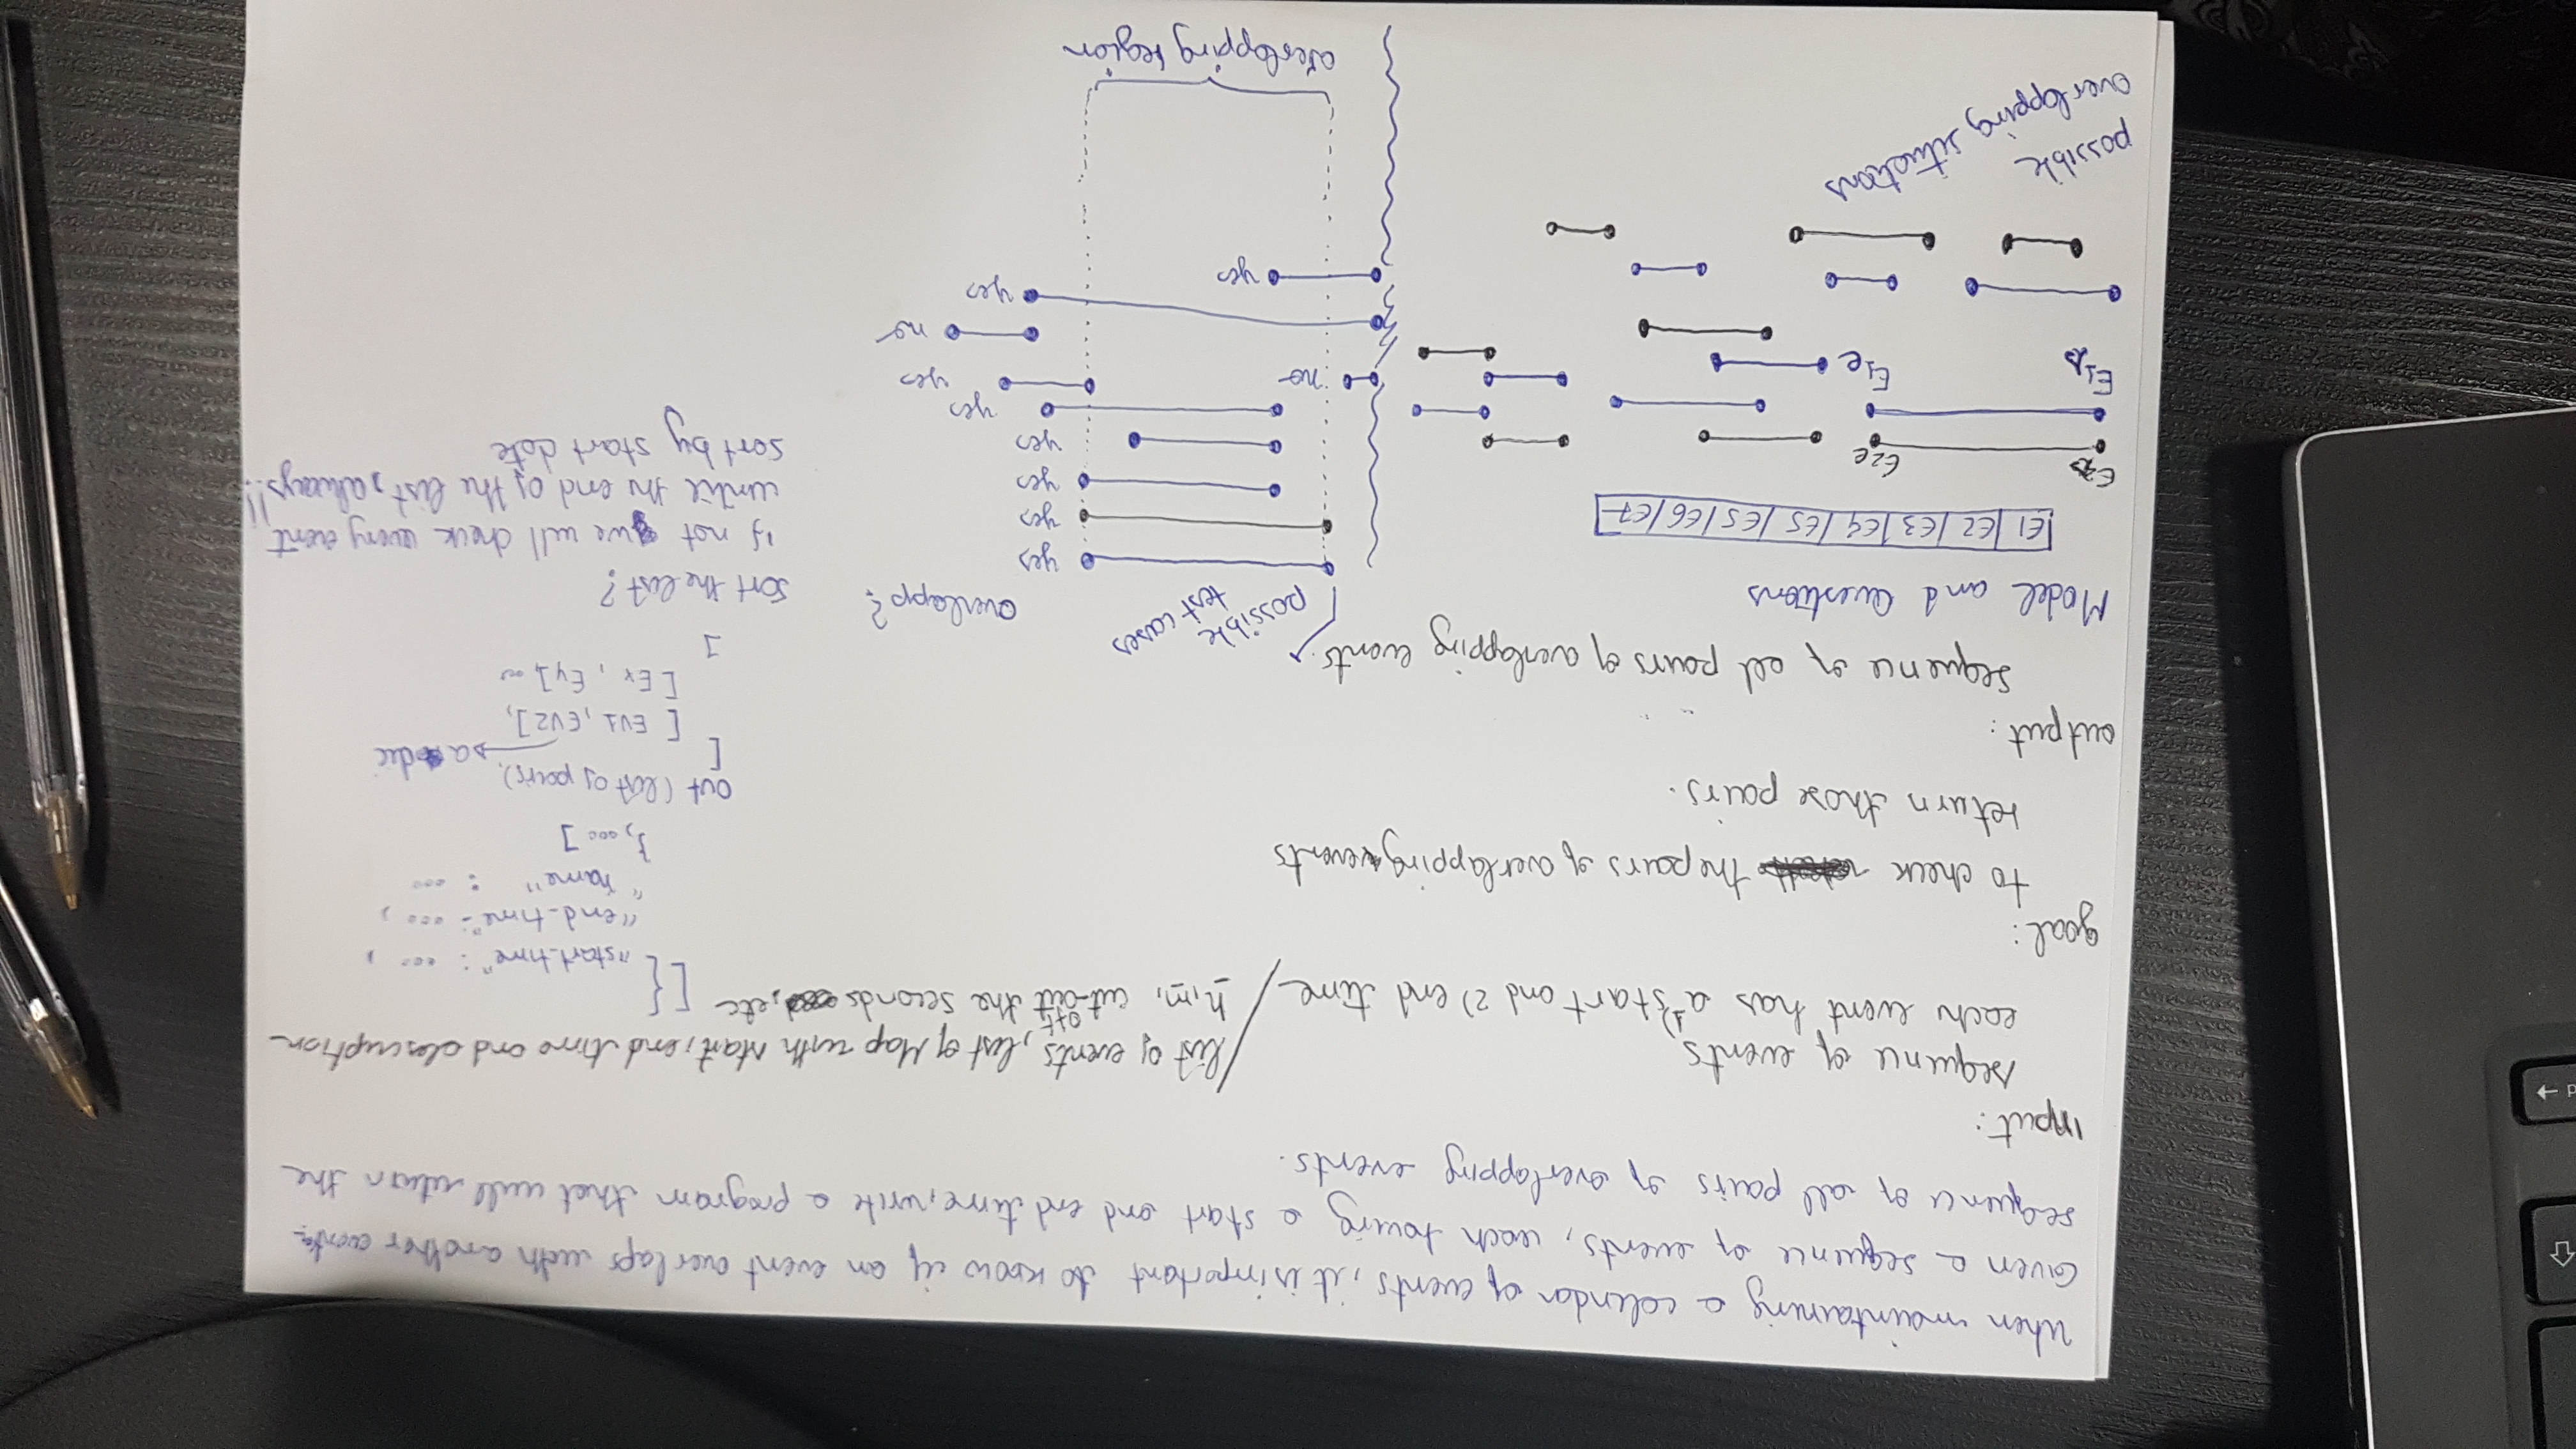 When maintaining a calendar of events, it is important to know if an event overlaps with another event.
Given a sequence of events, each having a start and end time, write a program that will return the
sequence of all pairs of overlapping events.
input:
sequence of events
each event has a 1) start and 2) end time
/ list of events, list of Map with start, end time and description
h, m, cut off the seconds, etc
[{
"start_time": ... ,
"end_time": ... ,
"name" : ...
}, ... ]
goal:
to check the pairs of overlapping events
return those pairs.
out (list of pairs).
[
→ a dic
[ EV1, EV2 ],
[ Ex , Ey ], ...
]
output:
sequence of all pairs of overlapping events.
Model and Questions
E1 E2 E3 E4 E5 E5 E6 E7
E2s E2e
E1s E1e
possible
overlapping situations
possible
test cases
overlapp?
yes
yes
yes
yes
yes
no
yes
no
yes
yes
overlapping region
Sort the list?
if not we will check every event
until the end of the list, always!!
sort by start date
d →